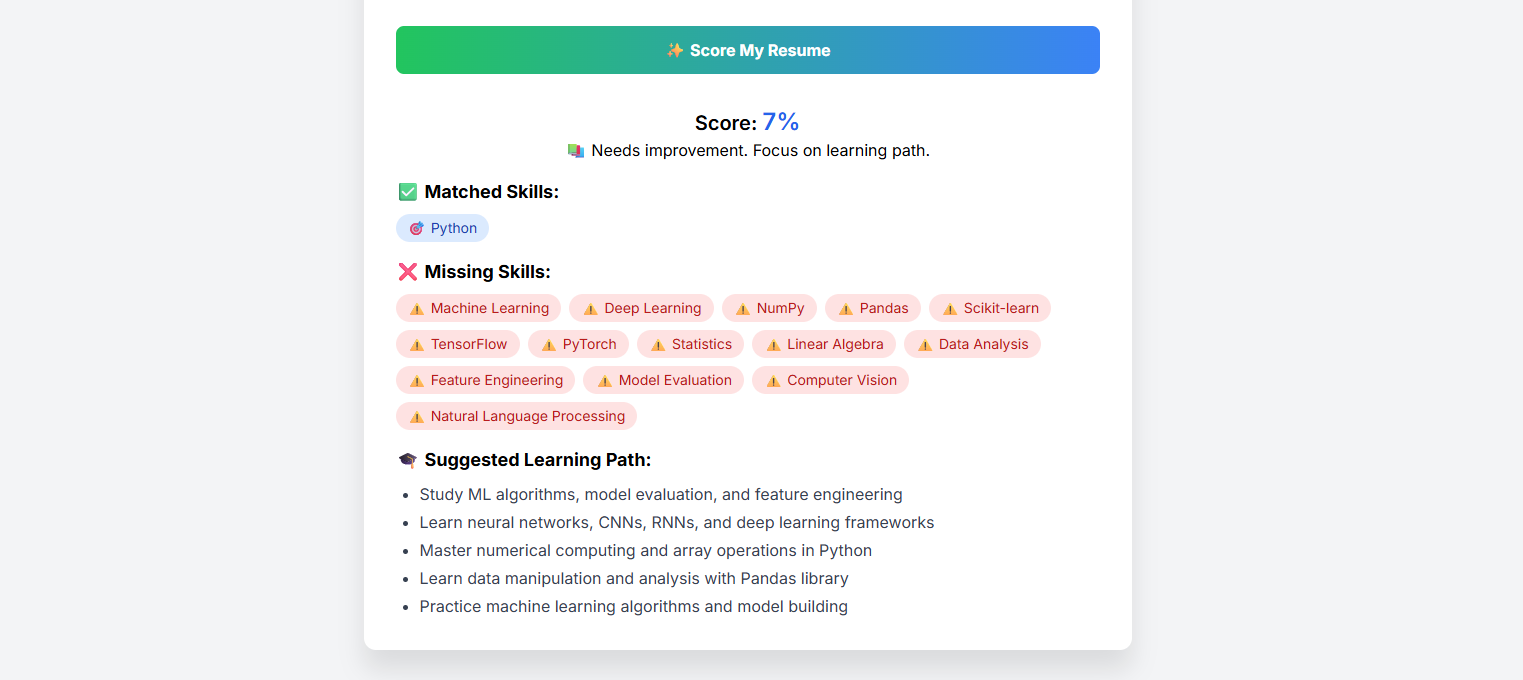 ✨ Score My Resume
Score: 7%
📚 Needs improvement. Focus on learning path.
✅ Matched Skills:
🎯 Python
❌ Missing Skills:
⚠️ Machine Learning ⚠️ Deep Learning ⚠️ NumPy ⚠️ Pandas ⚠️ Scikit-learn
⚠️ TensorFlow ⚠️ PyTorch ⚠️ Statistics ⚠️ Linear Algebra ⚠️ Data Analysis
⚠️ Feature Engineering ⚠️ Model Evaluation ⚠️ Computer Vision
⚠️ Natural Language Processing
🎓 Suggested Learning Path:
• Study ML algorithms, model evaluation, and feature engineering
• Learn neural networks, CNNs, RNNs, and deep learning frameworks
• Master numerical computing and array operations in Python
• Learn data manipulation and analysis with Pandas library
• Practice machine learning algorithms and model building